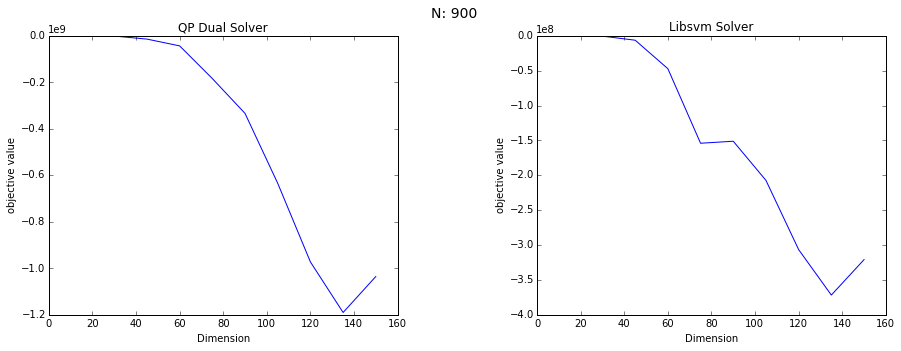 N: 900
QP Dual Solver
1e9
0.0
−0.2
−0.4
−0.6
−0.8
−1.0
−1.2
objective value
0 20 40 60 80 100 120 140 160
Dimension
Libsvm Solver
1e8
0.0
−0.5
−1.0
−1.5
−2.0
−2.5
−3.0
−3.5
−4.0
objective value
0 20 40 60 80 100 120 140 160
Dimension